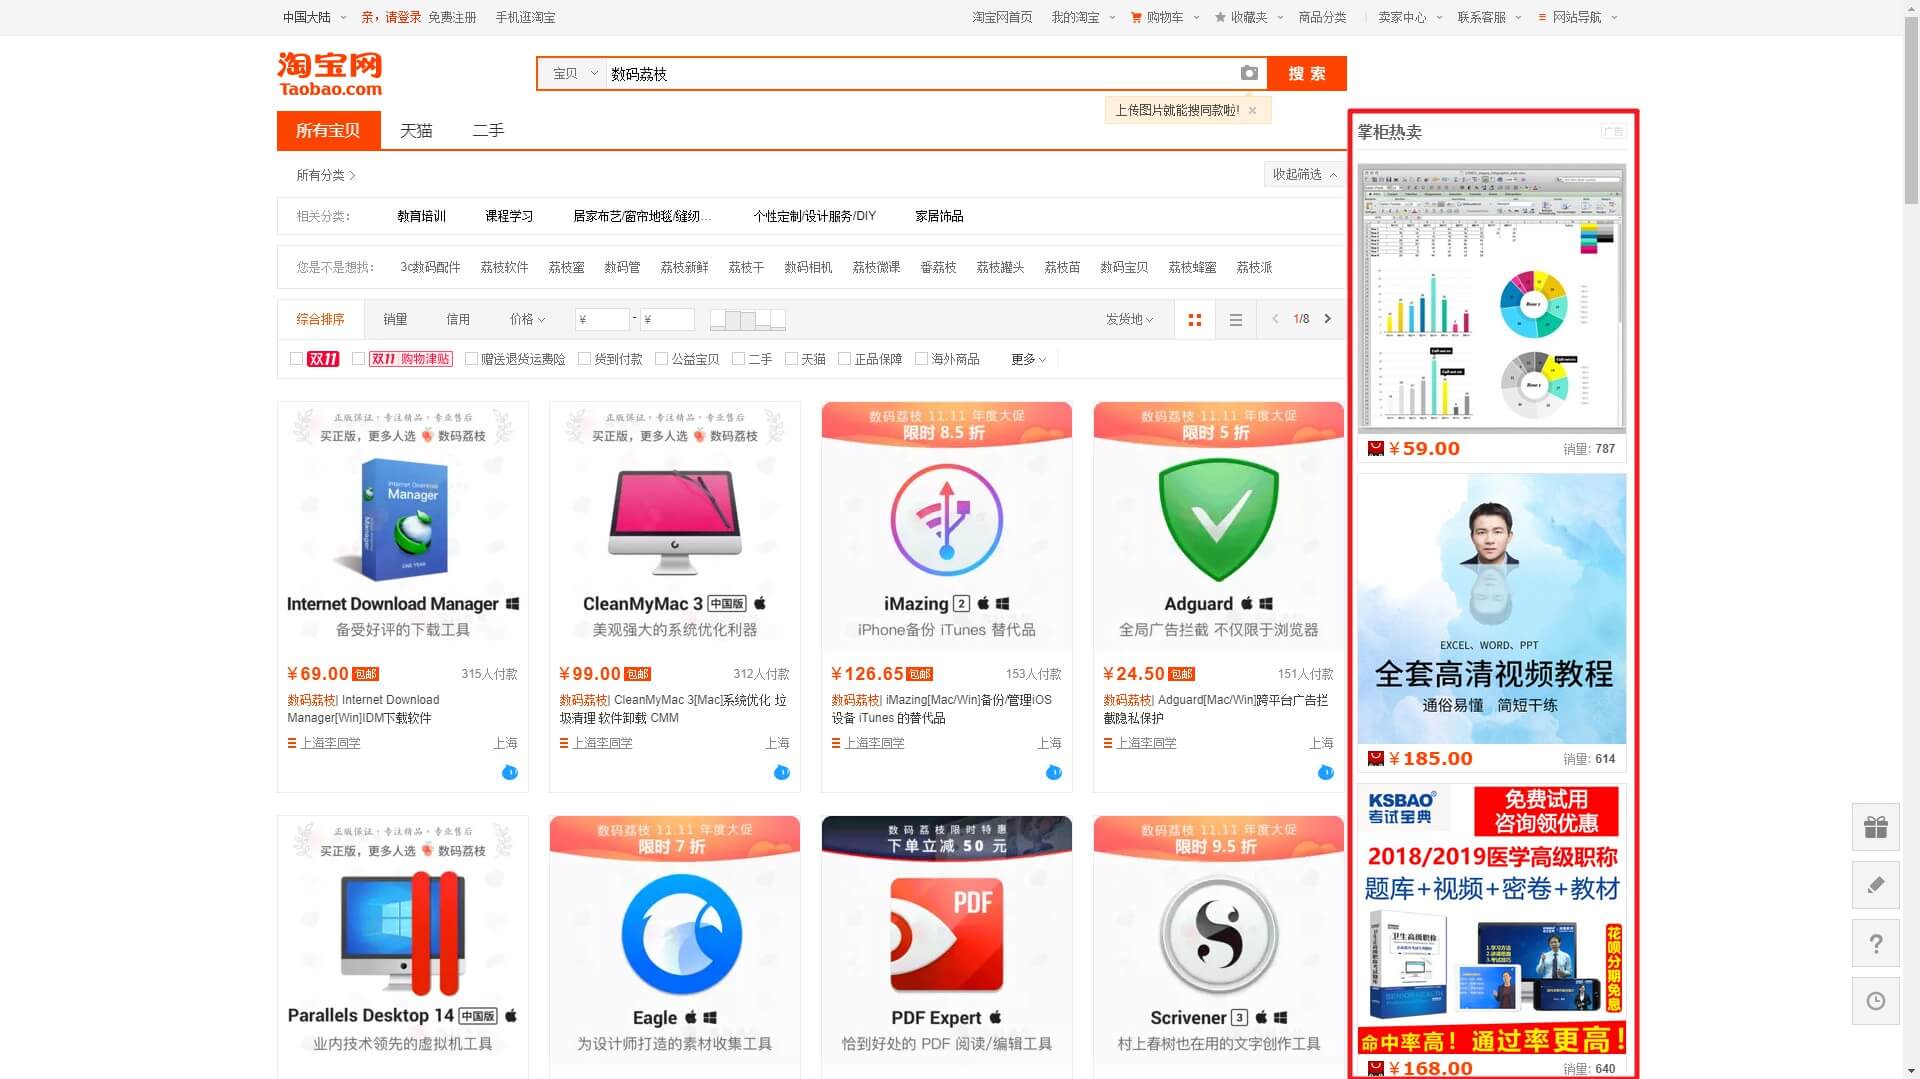 中国大陆
亲，请登录
免费注册
手机逛淘宝
淘宝网首页
我的淘宝
购物车
收藏夹
商品分类
卖家中心
联系客服
网站导航
淘宝网
Taobao.com
宝贝
数码荔枝
搜索
上传图片就能搜同款啦!
所有宝贝
天猫
二手
所有分类
收起筛选
相关分类：
教育培训
课程学习
居家布艺/窗帘地毯/缝纫...
个性定制/设计服务/DIY
家居饰品
您是不是想找：
3c数码配件
荔枝软件
荔枝蜜
数码管
荔枝新鲜
荔枝干
数码相机
荔枝微课
番荔枝
荔枝罐头
荔枝苗
数码宝贝
荔枝蜂蜜
荔枝派
综合排序
销量
信用
价格
¥
-
¥
发货地
1/8
双11
双11 购物津贴
赠送退货运费险
货到付款
公益宝贝
二手
天猫
正品保障
海外商品
更多
正版保证·专注精品·专业售后
买正版，更多人选 数码荔枝
Internet Download
Manager
ONE YEAR
Internet Download Manager
备受好评的下载工具
¥69.00 包邮
315人付款
数码荔枝| Internet Download
Manager[Win]IDM下载软件
上海李同学
上海
正版保证·专注精品·专业售后
买正版，更多人选 数码荔枝
CleanMyMac 3 中国版
美观强大的系统优化利器
¥99.00 包邮
312人付款
数码荔枝| CleanMyMac 3[Mac]系统优化 垃
圾清理 软件卸载 CMM
上海李同学
上海
数码荔枝 11.11 年度大促
限时 8.5 折
iMazing 2
iPhone备份 iTunes 替代品
¥126.65 包邮
153人付款
数码荔枝| iMazing[Mac/Win]备份/管理iOS
设备 iTunes 的替代品
上海李同学
上海
数码荔枝 11.11 年度大促
限时 5 折
Adguard
全局广告拦截 不仅限于浏览器
¥24.50 包邮
151人付款
数码荔枝| Adguard[Mac/Win]跨平台广告拦
截隐私保护
上海李同学
上海
正版保证·专注精品·专业售后
买正版，更多人选 数码荔枝
Parallels Desktop 14 中国版
业内技术领先的虚拟机工具
数码荔枝 11.11 年度大促
限时 7 折
Eagle
为设计师打造的素材收集工具
数码荔枝限时特惠
下单立减 50 元
PDF
PDF Expert
恰到好处的 PDF 阅读/编辑工具
数码荔枝 11.11 年度大促
限时 9.5 折
Scrivener 3
村上春树也在用的文字创作工具
掌柜热卖
广告
¥59.00
销量: 787
EXCEL、WORD、PPT
全套高清视频教程
通俗易懂 简短干练
¥185.00
销量: 614
KSBAO
考试宝典
免费试用
咨询领优惠
2018/2019医学高级职称
题库+视频+密卷+教材
卫生高级职称
SENIOR HEALTH
花呗分期免息
命中率高！通过率更高！
¥168.00
销量: 640